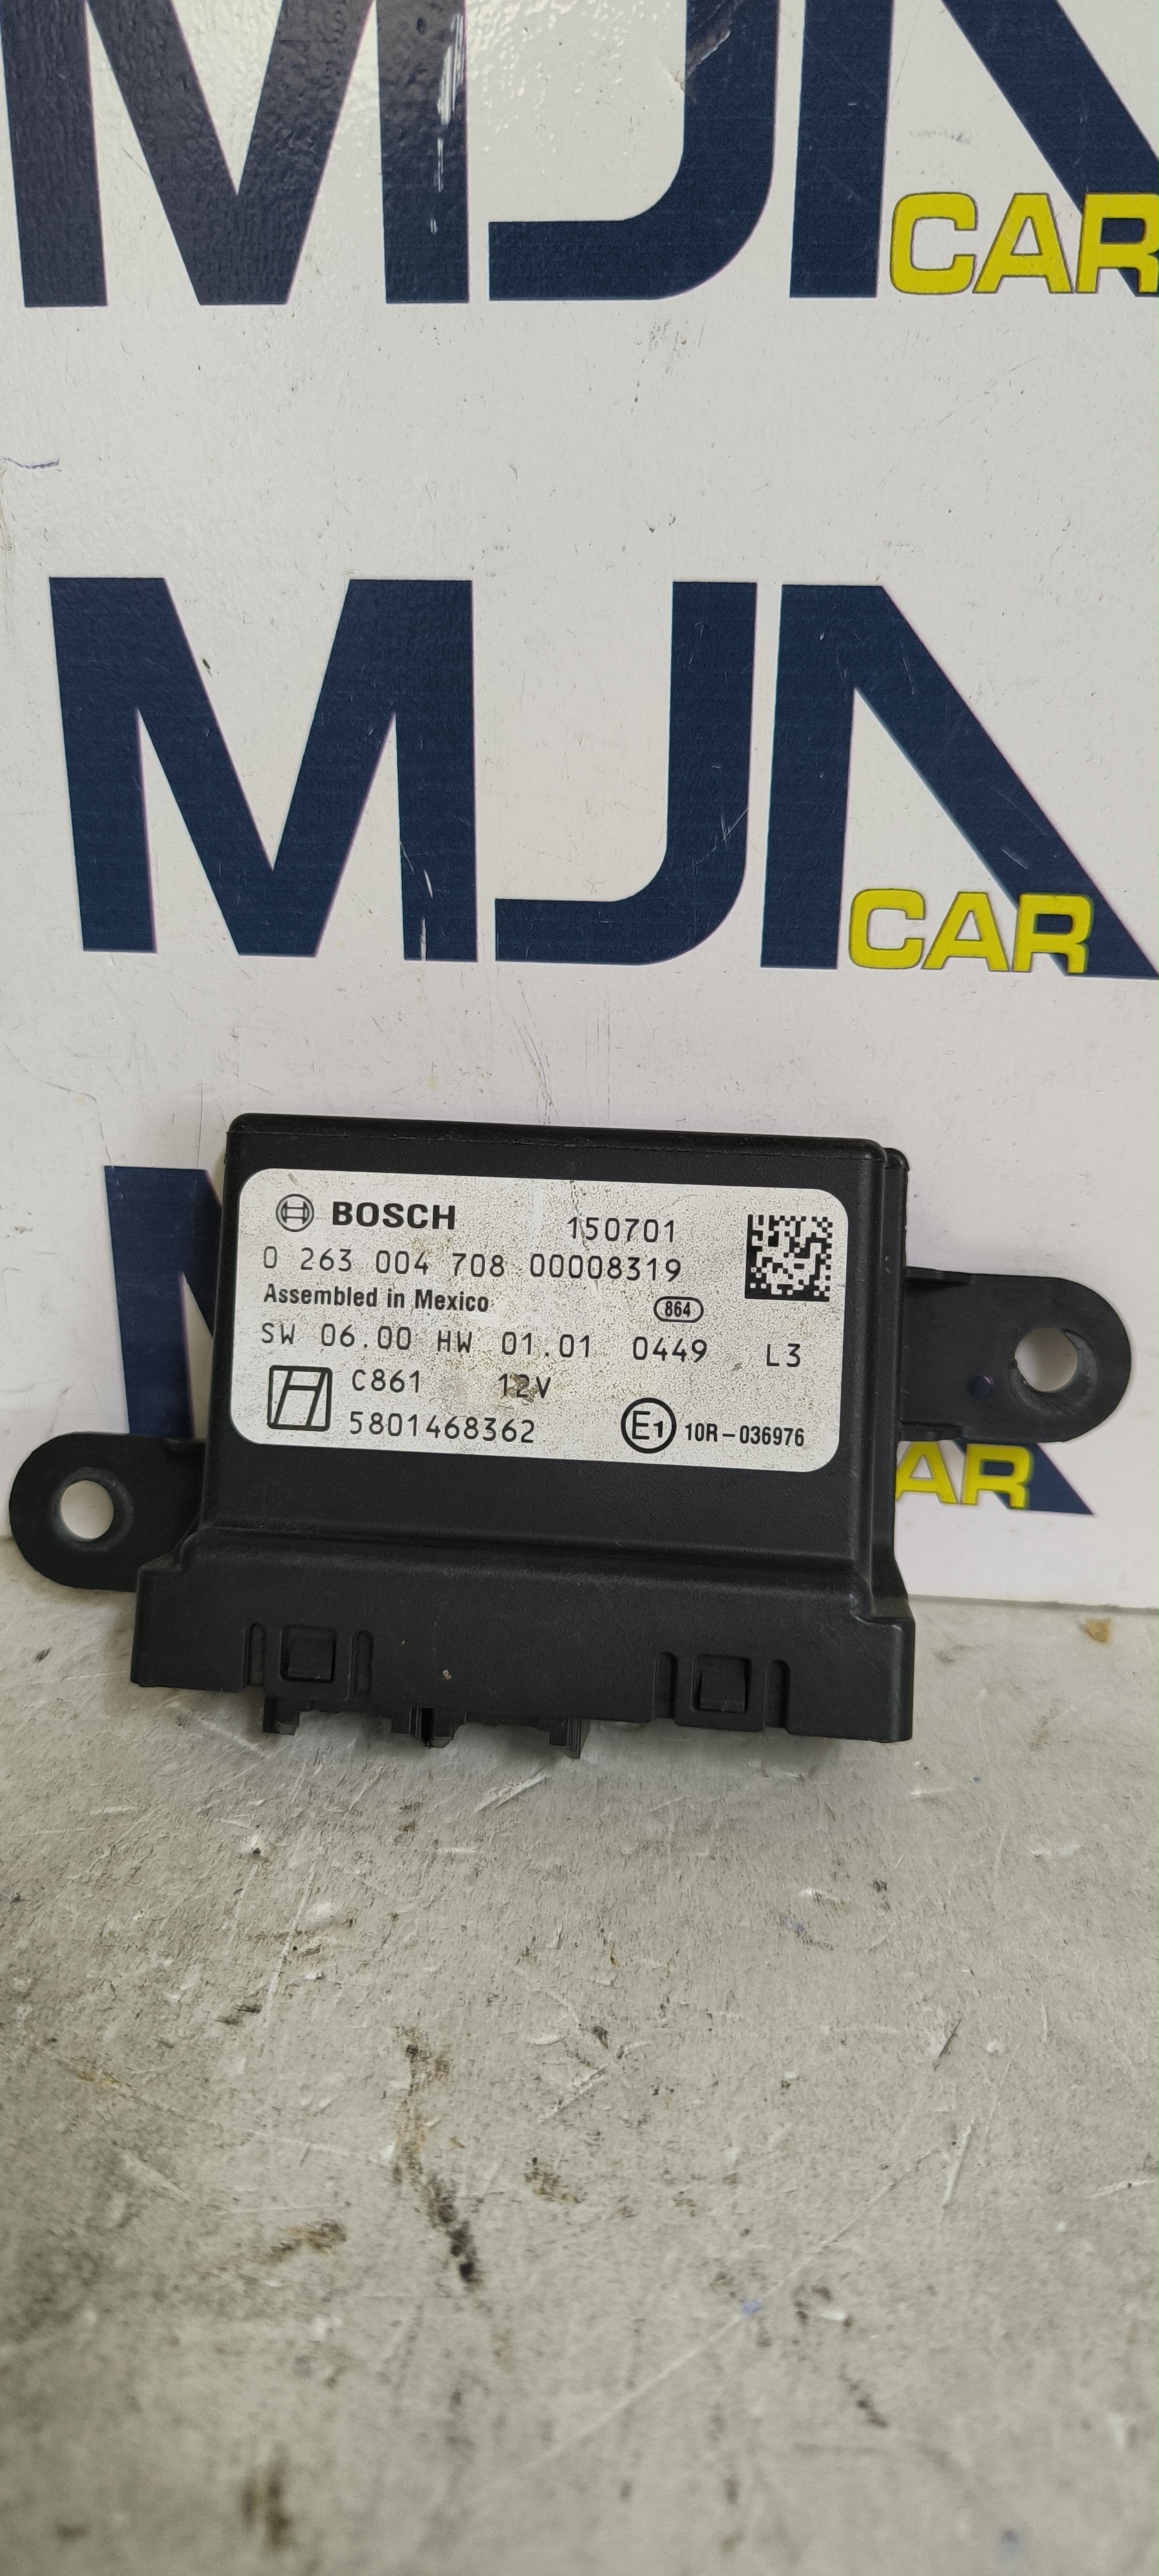 MJA
CAR
MJA
CAR
BOSCH 150701
0 263 004 708 00008319
Assembled in Mexico 864
SW 06.00 HW 01.01 0449 L3
C861 12V
5801468362 E1 10R-036976
AR